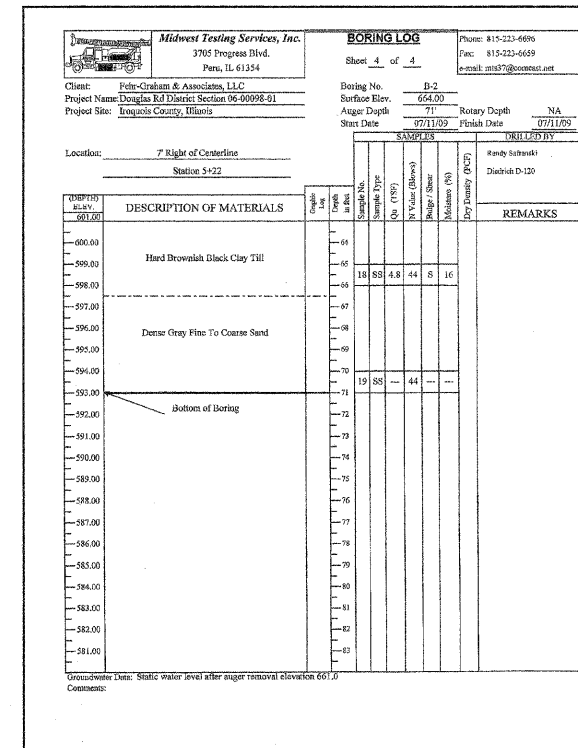 Midwest Testing Services, Inc.
3705 Progress Blvd.
Peru, IL 61354
BORING LOG
Sheet 4 of 4
Phone: 815-223-6696
Fax: 815-223-6659
e-mail: mts37@comcast.net
Client: Fehr-Graham & Associates, LLC
Project Name: Douglas Rd District Section 06-00098-01
Project Site: Iroquois County, Illinois
Boring No. B-2
Surface Elev. 664.00
Auger Depth 71' Rotary Depth NA
Start Date 07/11/09 Finish Date 07/11/09
SAMPLES DRILLED BY
Location: 7' Right of Centerline
Station 5+22
Randy Safranski
Diedrich D-120
(DEPTH)
ELEV.
601.00
DESCRIPTION OF MATERIALS
Graphic Log
Depth in feet
Sample No.
Sample Type
Qu (TSF)
N Value (Blows)
Bulge / Shear
Moisture (%)
Dry Density (PCF)
REMARKS
600.00 64
599.00 Hard Brownish Black Clay Till 65
18 SS 4.8 44 S 16
598.00 66
597.00 67
596.00 Dense Gray Fine To Coarse Sand 68
595.00 69
594.00 70
19 SS --- 44 --- ---
593.00 71
Bottom of Boring
592.00 72
591.00 73
590.00 74
589.00 75
588.00 76
587.00 77
586.00 78
585.00 79
584.00 80
583.00 81
582.00 82
581.00 83
Groundwater Data: Static water level after auger removal elevation 661.0
Comments: